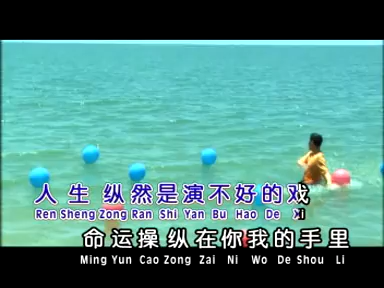 人生 纵然是演不好的戏
Ren Sheng Zong Ran Shi Yan Bu Hao De Xi
命运操纵在你我的手里
Ming Yun Cao Zong Zai Ni Wo De Shou Li